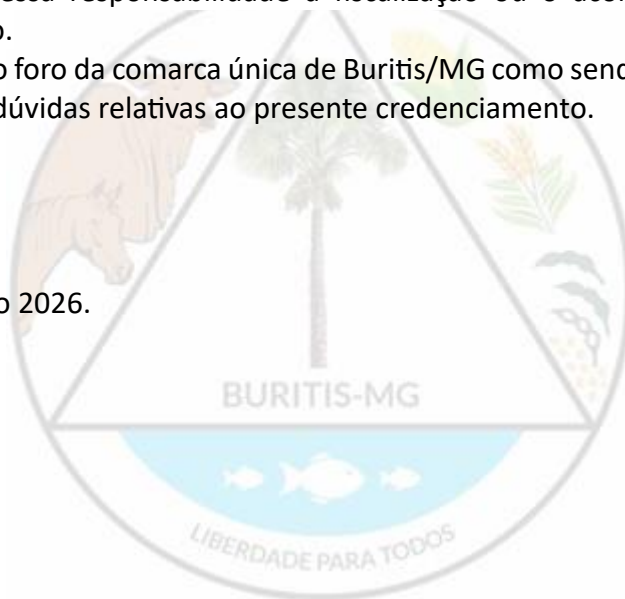 o.
o foro da comarca única de Buritis/MG como send
dúvidas relativas ao presente credenciamento.
o 2026.
BURITIS-MG
LIBERDADE PARA TODOS